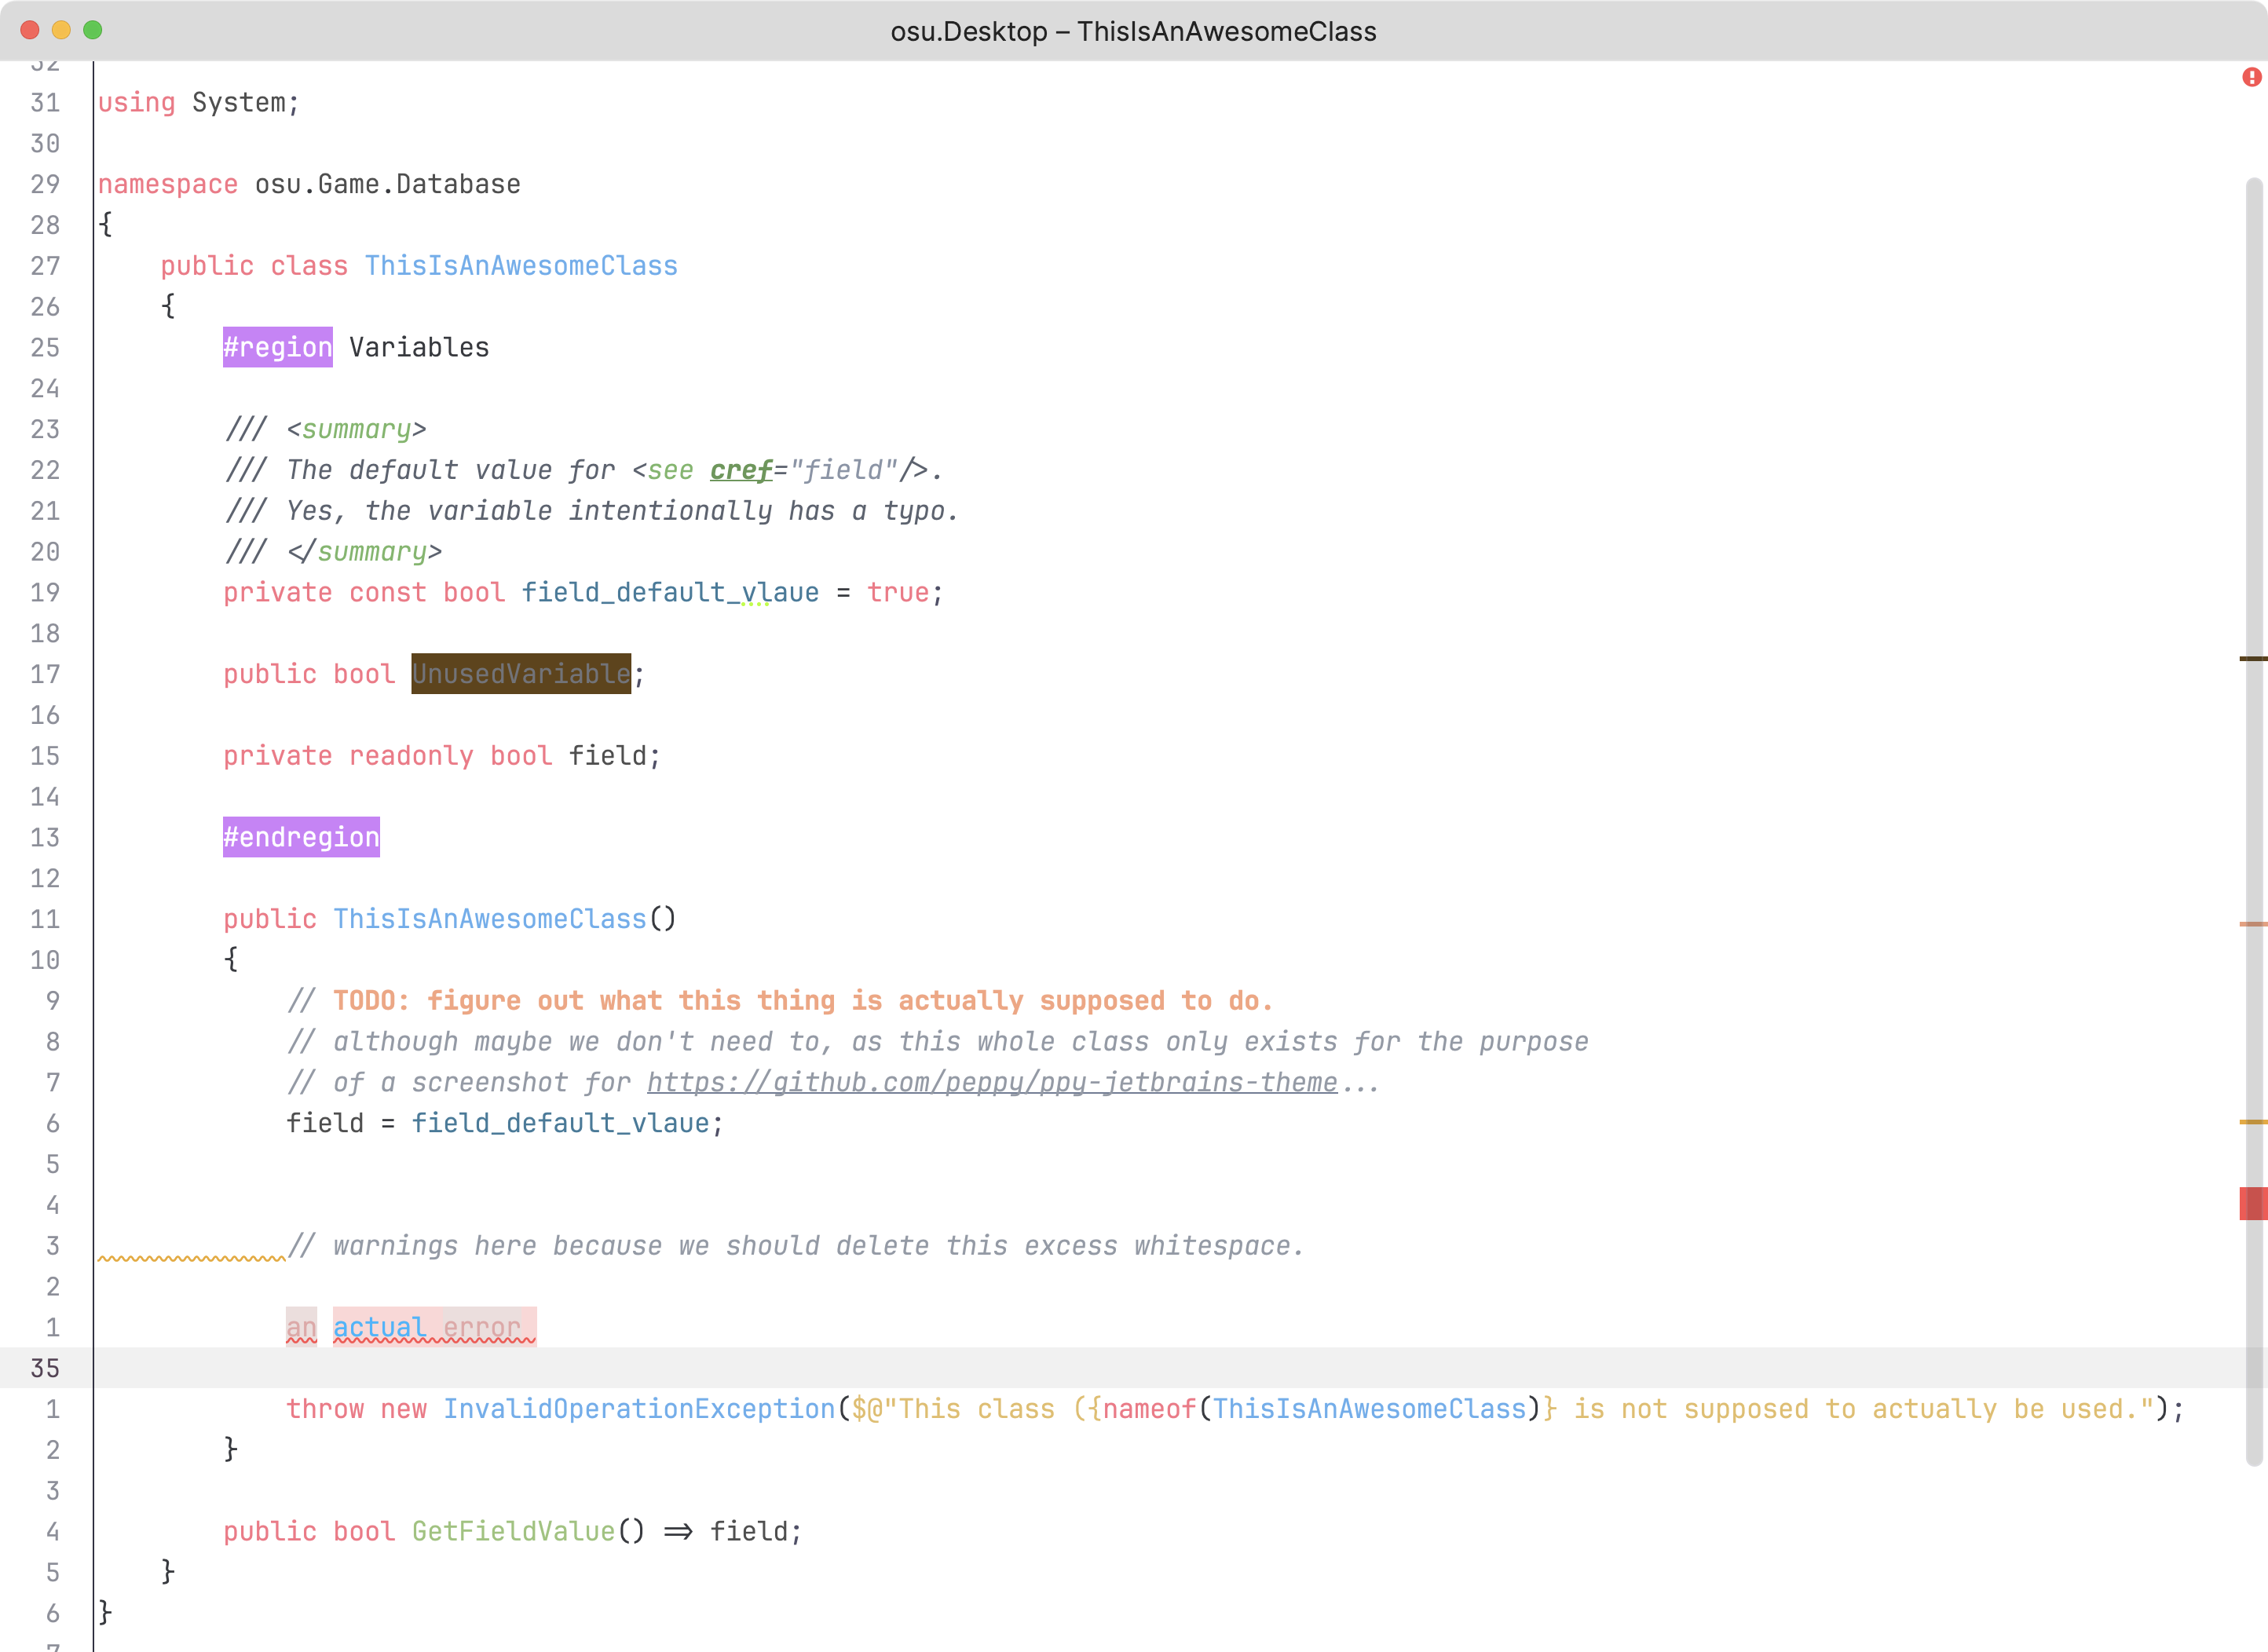 osu.Desktop – ThisIsAnAwesomeClass
32
31 using System;
30
29 namespace osu.Game.Database
28 {
27     public class ThisIsAnAwesomeClass
26     {
25         #region Variables
24
23         /// <summary>
22         /// The default value for <see cref="field"/>.
21         /// Yes, the variable intentionally has a typo.
20         /// </summary>
19         private const bool field_default_vlaue = true;
18
17         public bool UnusedVariable;
16
15         private readonly bool field;
14
13         #endregion
12
11         public ThisIsAnAwesomeClass()
10         {
9             // TODO: figure out what this thing is actually supposed to do.
8             // although maybe we don't need to, as this whole class only exists for the purpose
7             // of a screenshot for https://github.com/peppy/ppy-jetbrains-theme...
6             field = field_default_vlaue;
5
4
3             // warnings here because we should delete this excess whitespace.
2
1             an actual error
35
1             throw new InvalidOperationException($@"This class ({nameof(ThisIsAnAwesomeClass)} is not supposed to actually be used.");
2         }
3
4         public bool GetFieldValue() => field;
5     }
6 }
7